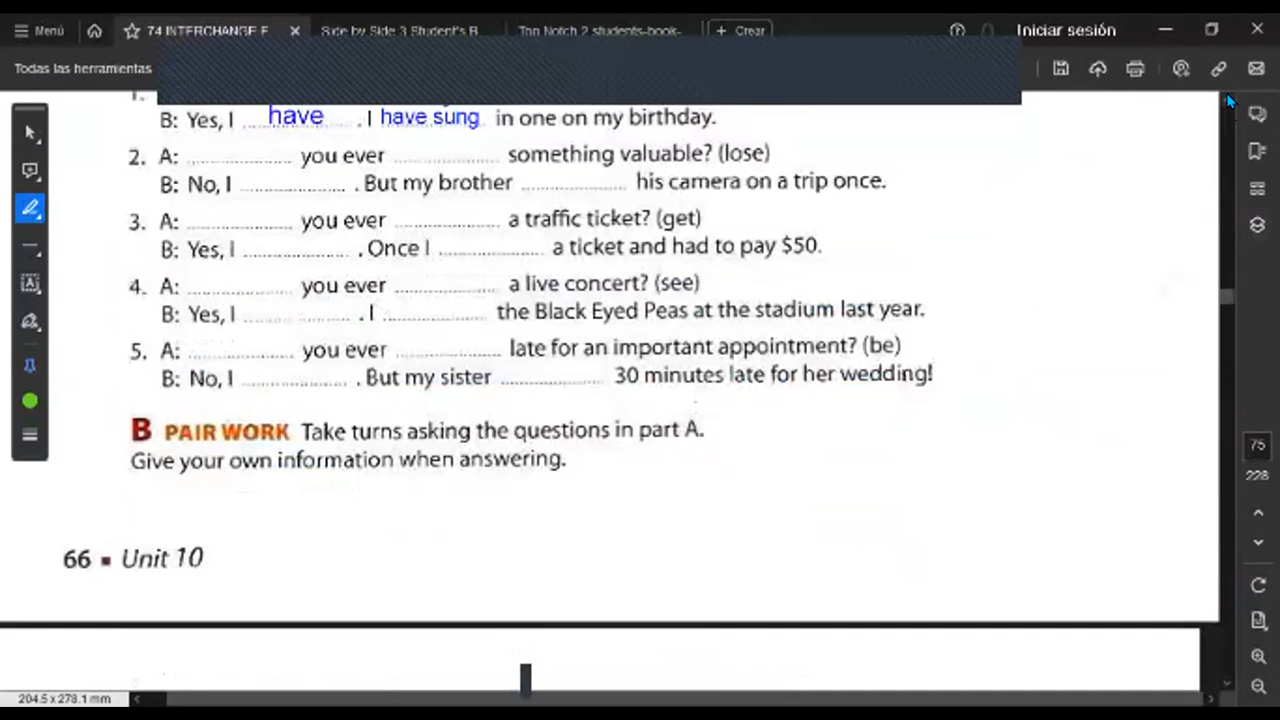 Menú
74 INTERCHANGE F
Side by Side 3 Student's B
Top Notch 2 students-book-
Crear
Iniciar sesión
Todas las herramientas
1.
B: Yes, I have . I have sung in one on my birthday.
2. A: .................... you ever .................... something valuable? (lose)
B: No, I .................... . But my brother .................... his camera on a trip once.
3. A: .................... you ever .................... a traffic ticket? (get)
B: Yes, I .................... . Once I .................... a ticket and had to pay $50.
4. A: .................... you ever .................... a live concert? (see)
B: Yes, I .................... . I .................... the Black Eyed Peas at the stadium last year.
5. A: .................... you ever .................... late for an important appointment? (be)
B: No, I .................... . But my sister .................... 30 minutes late for her wedding!
B PAIR WORK Take turns asking the questions in part A.
Give your own information when answering.
66 ▪ Unit 10
75
228
204.5 x 278.1 mm